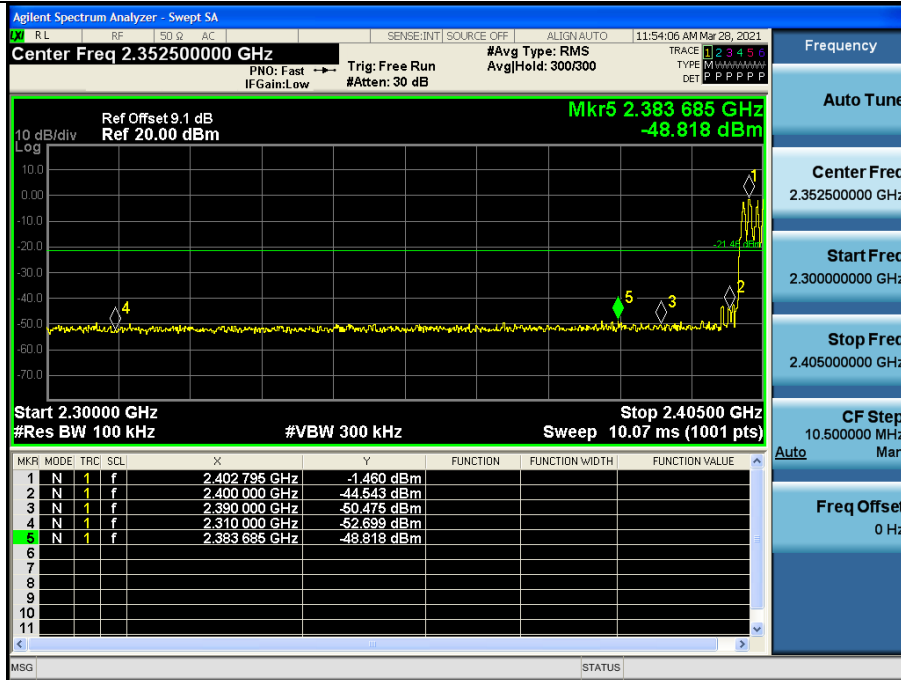 Agilent Spectrum Analyzer - Swept SA
LXI RL RF 50 Ω AC SENSE:INT SOURCE OFF ALIGN AUTO 11:54:06 AM Mar 28, 2021
Center Freq 2.352500000 GHz
PNO: Fast
IFGain:Low
Trig: Free Run
#Atten: 30 dB
#Avg Type: RMS
Avg|Hold: 300/300
TRACE 1 2 3 4 5 6
TYPE M W W W W W
DET P P P P P P
Ref Offset 9.1 dB
10 dB/div Ref 20.00 dBm
Log
Mkr5 2.383 685 GHz
-48.818 dBm
10.0
0.00
-10.0
-20.0
-30.0
-40.0
-50.0
-60.0
-70.0
1
-21.46 dBm
2
3
5
4
Start 2.30000 GHz Stop 2.40500 GHz
#Res BW 100 kHz #VBW 300 kHz Sweep 10.07 ms (1001 pts)
MKR MODE TRC SCL X Y FUNCTION FUNCTION WIDTH FUNCTION VALUE
1 N 1 f 2.402 795 GHz -1.460 dBm
2 N 1 f 2.400 000 GHz -44.543 dBm
3 N 1 f 2.390 000 GHz -50.475 dBm
4 N 1 f 2.310 000 GHz -52.699 dBm
5 N 1 f 2.383 685 GHz -48.818 dBm
6
7
8
9
10
11
MSG STATUS
Frequency
Auto Tune
Center Freq
2.352500000 GHz
Start Freq
2.300000000 GHz
Stop Freq
2.405000000 GHz
CF Step
10.500000 MHz
Auto Man
Freq Offset
0 Hz